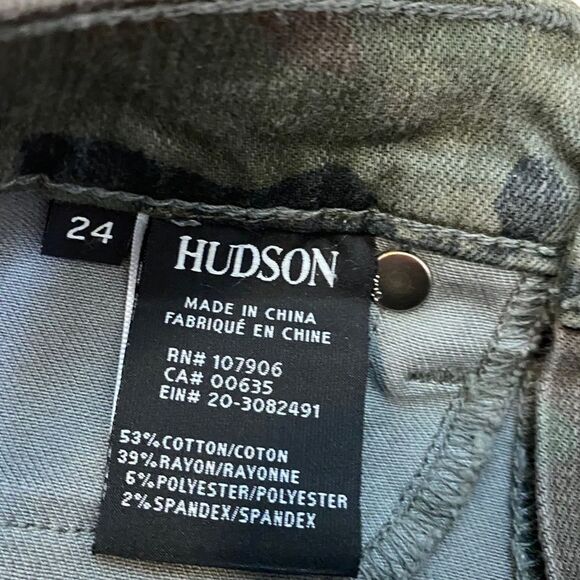 24
HUDSON
MADE IN CHINA
FABRIQUÉ EN CHINE
RN# 107906
CA# 00635
EIN# 20-3082491
53%COTTON/COTON
39%RAYON/RAYONNE
6%POLYESTER/POLYESTER
2%SPANDEX/SPANDEX